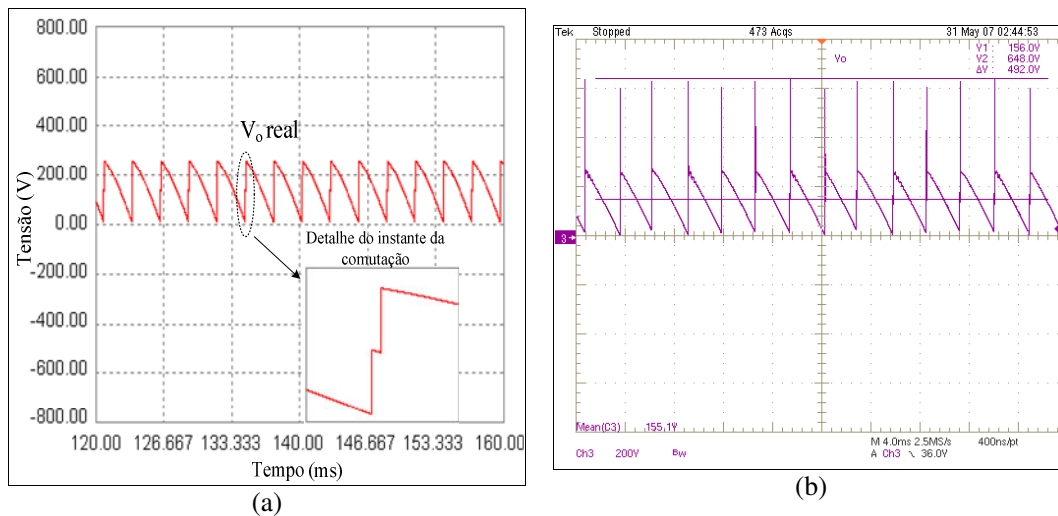 800.00
600.00
400.00
200.00
0.00
-200.00
-400.00
-600.00
-800.00
Tensão (V)
Vo real
Detalhe do instante da
comutação
120.00 126.667 133.333 140.00 146.667 153.333 160.00
Tempo (ms)
(a)
Tek Stopped 473 Acqs 31 May 07 02:44:53
V1: 156.0V
V2: 648.0V
ΔV: 492.0V
Vo
3
Mean(C3) 155.1V
M 4.0ms 2.5MS/s 400ns/pt
Ch3 200V BW A Ch3 ∖ 36.0V
(b)